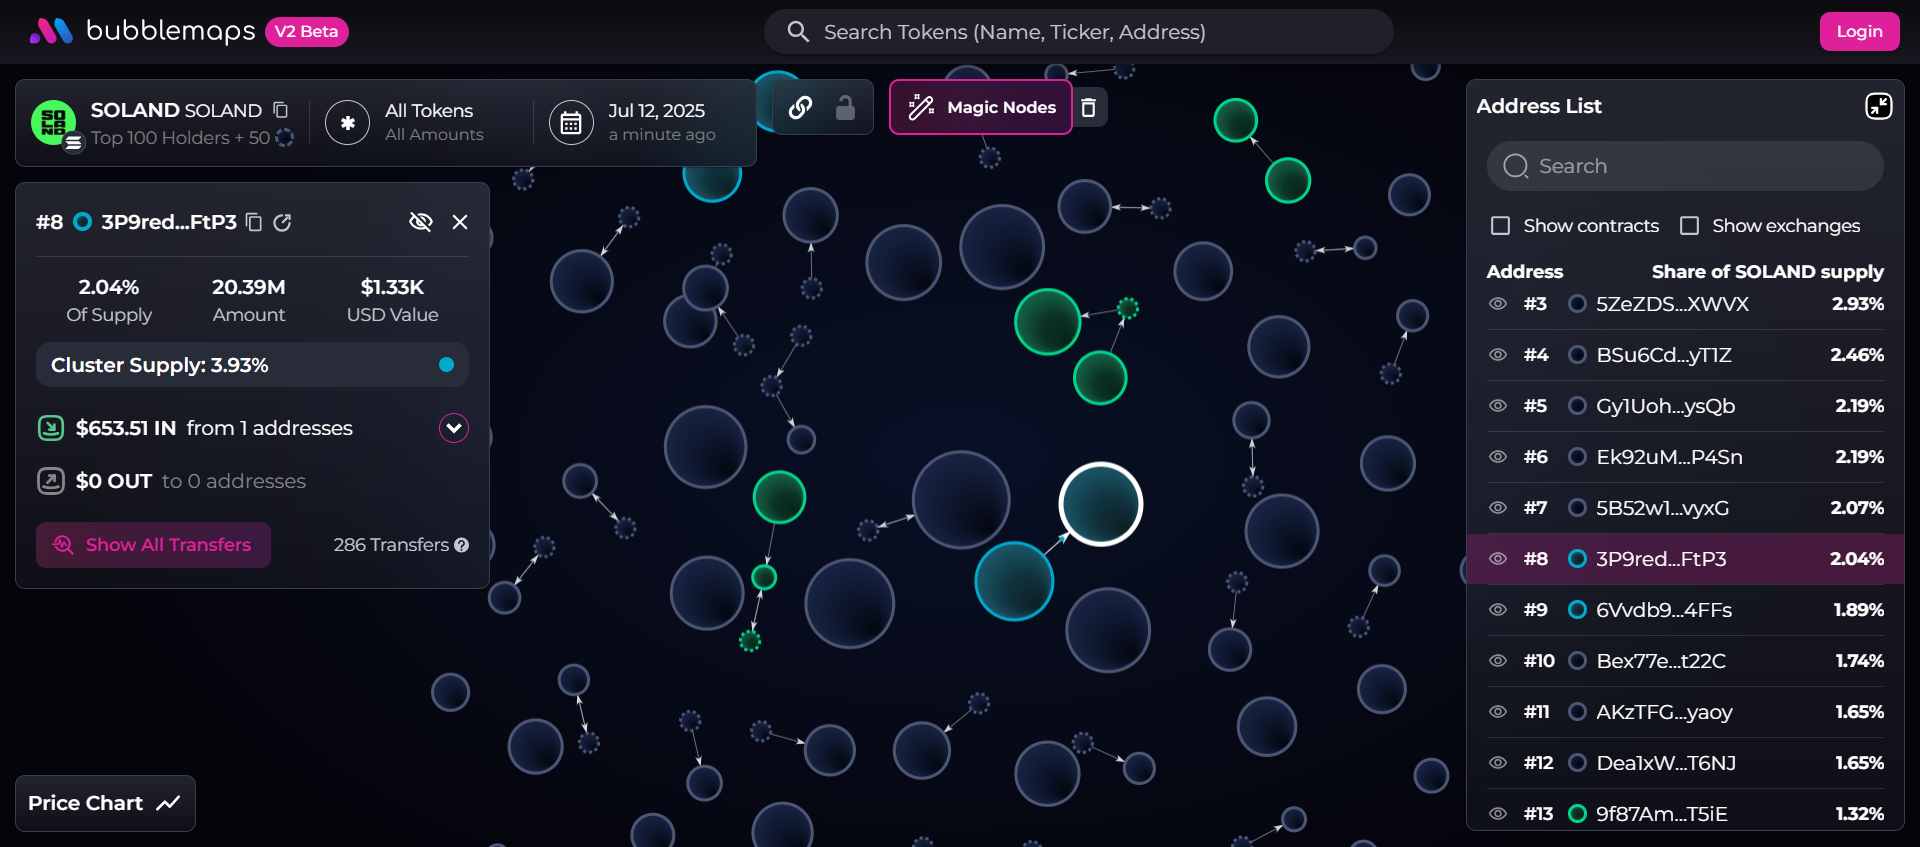 bubblemaps V2 Beta
Search Tokens (Name, Ticker, Address)
Login
SOLAND SOLAND
Top 100 Holders + 50
All Tokens
All Amounts
Jul 12, 2025
a minute ago
Magic Nodes
#8 3P9red...FtP3
2.04% 20.39M $1.33K
Of Supply Amount USD Value
Cluster Supply: 3.93%
$653.51 IN from 1 addresses
$0 OUT to 0 addresses
Show All Transfers 286 Transfers ?
Price Chart
Address List
Search
Show contracts Show exchanges
Address Share of SOLAND supply
#3 5ZeZDS...XWVX 2.93%
#4 BSu6Cd...yT1Z 2.46%
#5 Gy1Uoh...ysQb 2.19%
#6 Ek92uM...P4Sn 2.19%
#7 5B52w1...vyxG 2.07%
#8 3P9red...FtP3 2.04%
#9 6Vvdb9...4FFs 1.89%
#10 Bex77e...t22C 1.74%
#11 AKzTFG...yaoy 1.65%
#12 Dea1xW...T6NJ 1.65%
#13 9f87Am...T5iE 1.32%